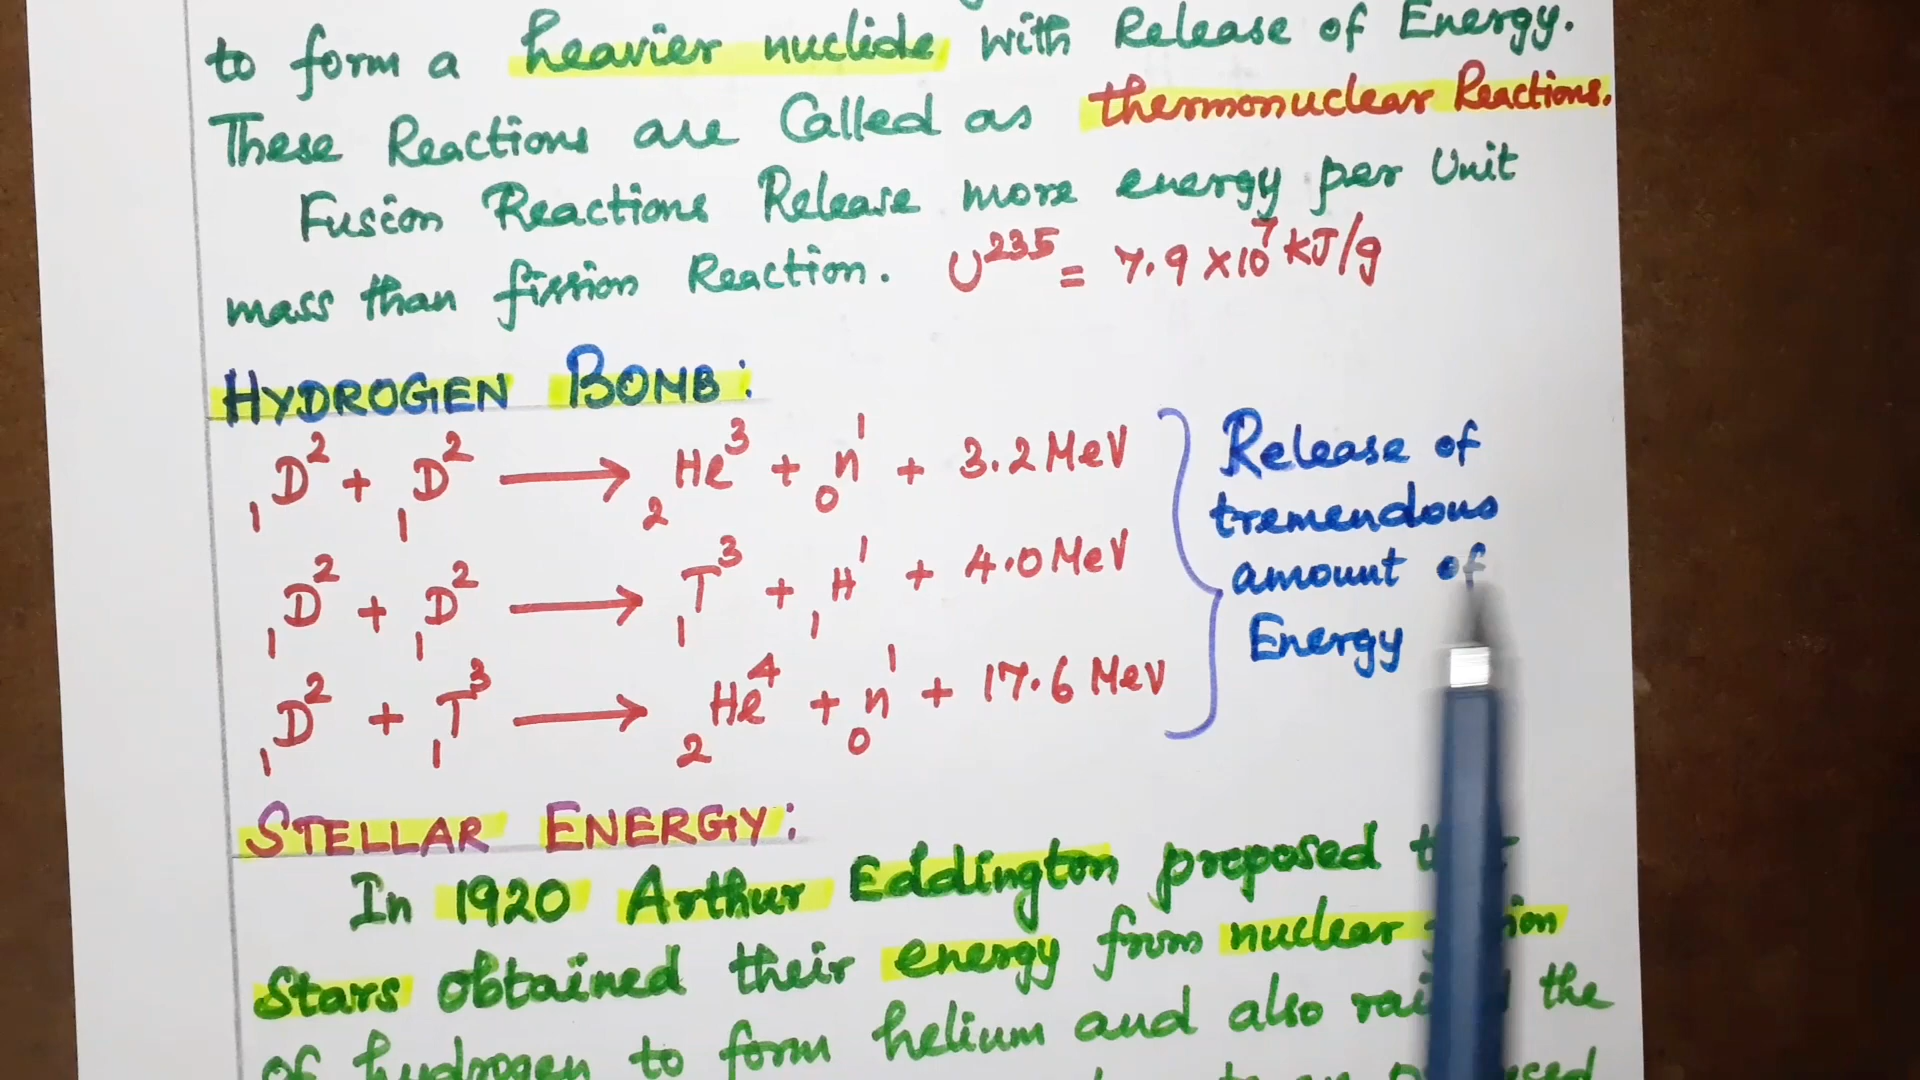 to form a heavier nuclide with Release of Energy.
These Reactions are Called as thermonuclear Reactions.
Fusion Reactions Release more energy per Unit
mass than fission Reaction. U²³⁵ = 7.9 ×10⁷ kJ/g
HYDROGEN BOMB:
₁D² + ₁D² ⟶ ₂He³ + ₀n¹ + 3.2 MeV
₁D² + ₁D² ⟶ ₁T³ + ₁H¹ + 4.0 MeV
₁D² + ₁T³ ⟶ ₂He⁴ + ₀n¹ + 17.6 MeV
Release of
tremendous
amount of
Energy
STELLAR ENERGY:
In 1920 Arthur Eddington proposed
Stars obtained their energy from nuclear
of hydrogen to form helium and also the